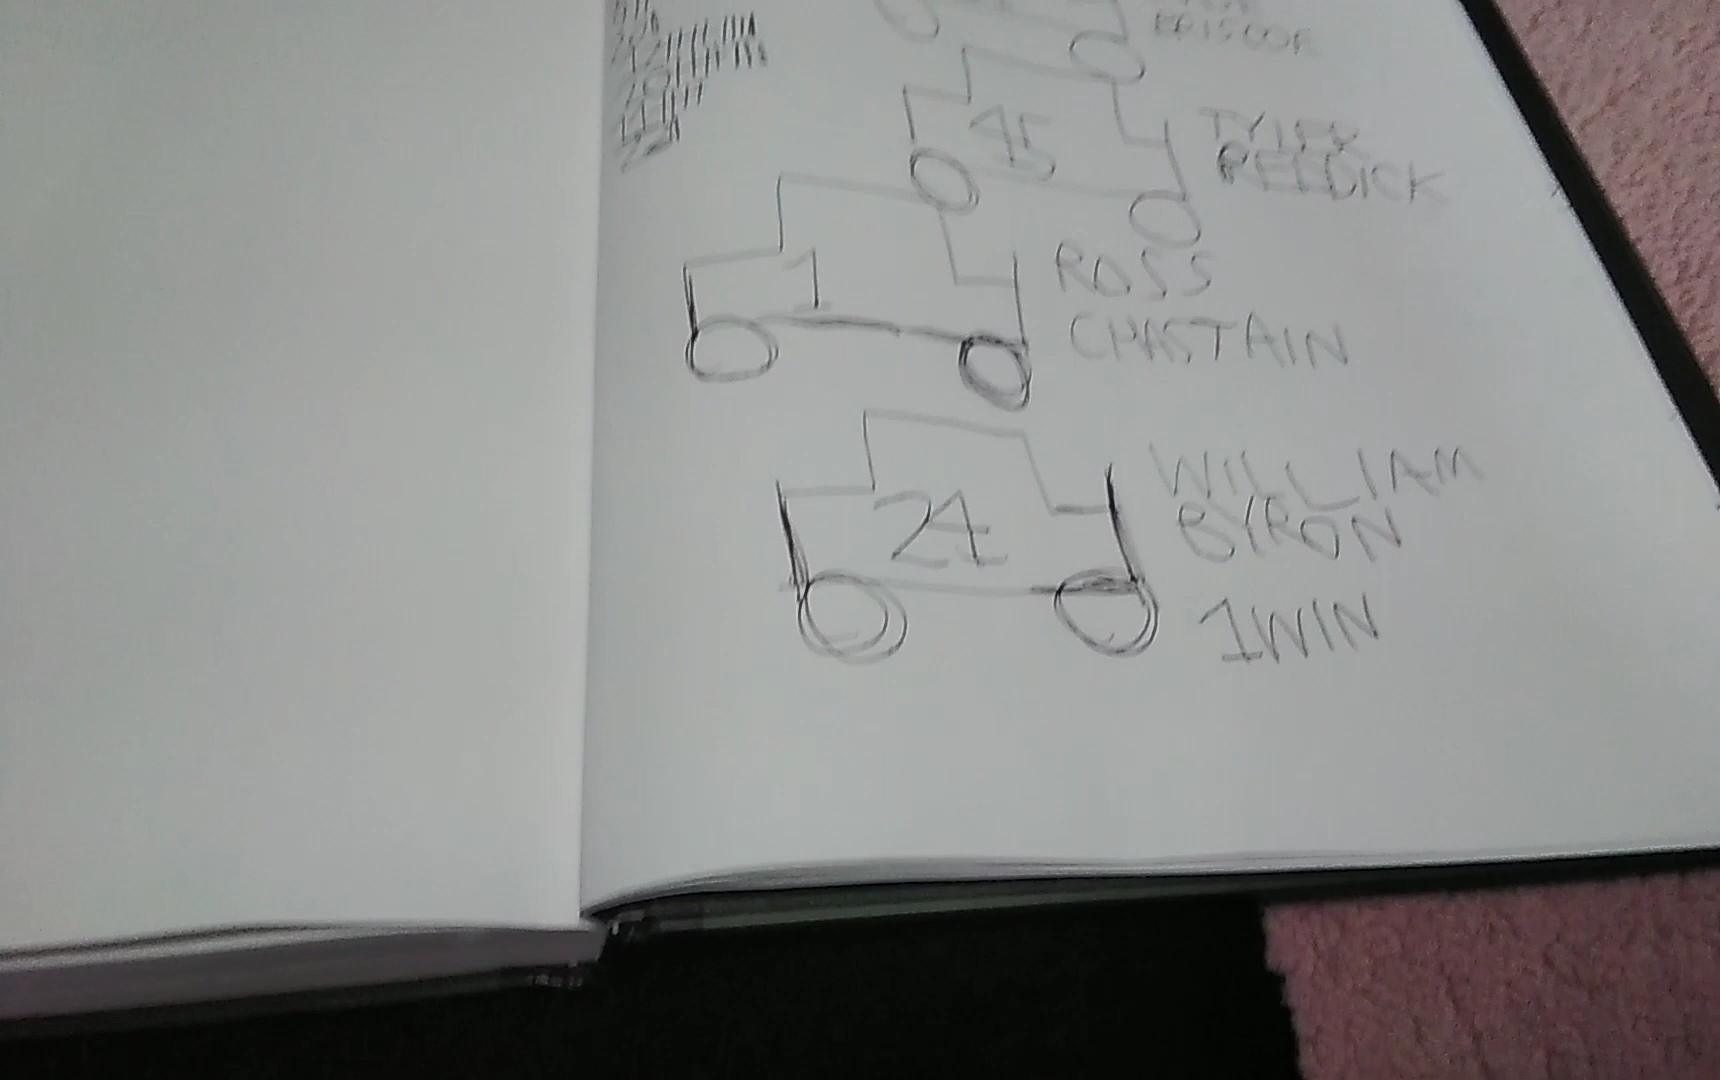 BRISCOE
45
TYLER
REDDICK
1
ROSS
CHASTAIN
24
WILLIAM
BYRON
1WIN